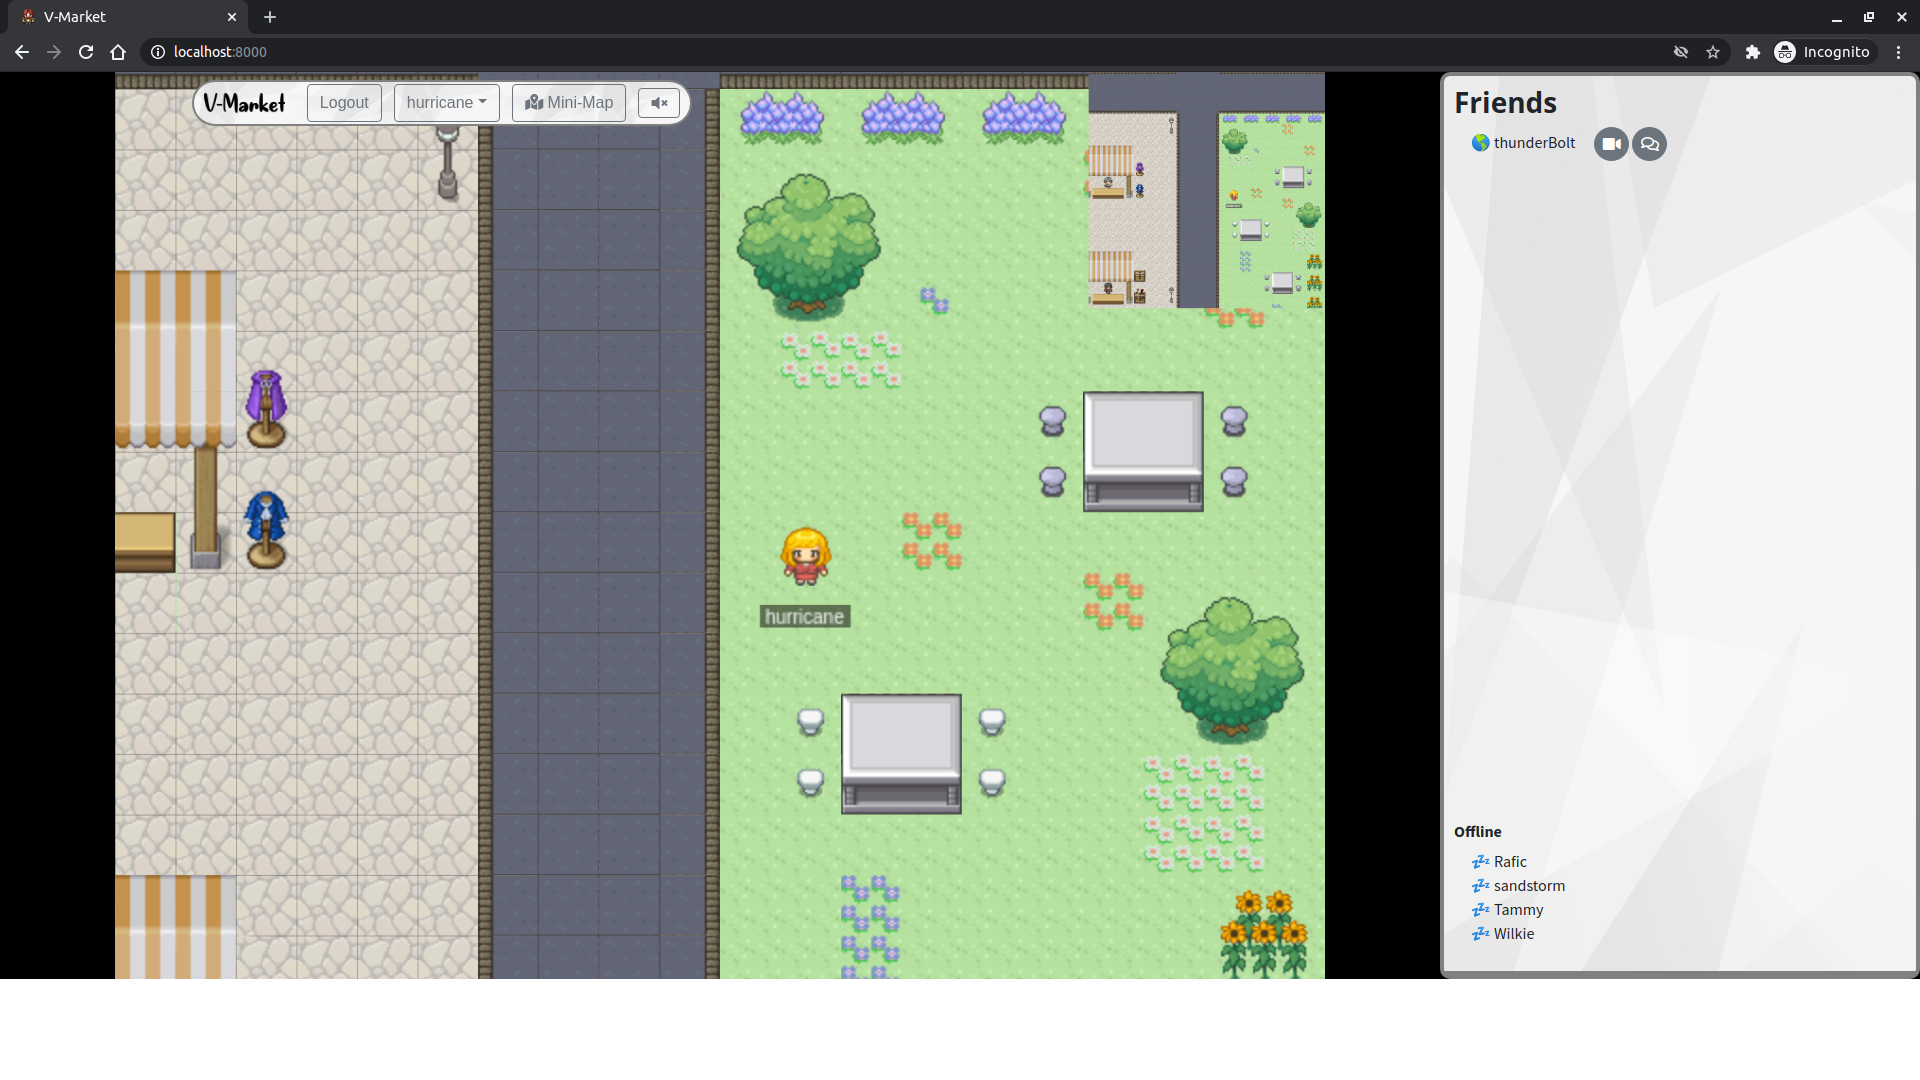 V-Market
localhost:8000
Incognito
V-Market
Logout
hurricane
Mini-Map
hurricane
Friends
thunderBolt
Offline
Rafic
sandstorm
Tammy
Wilkie